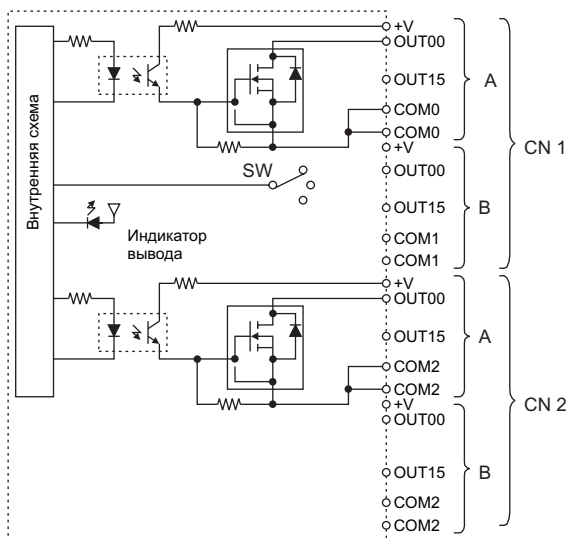 Внутренняя схема
+V
OUT00
OUT15
COM0
COM0
A
+V
OUT00
OUT15
COM1
COM1
B
CN 1
SW
Индикатор
вывода
+V
OUT00
OUT15
COM2
COM2
A
+V
OUT00
OUT15
COM2
COM2
B
CN 2